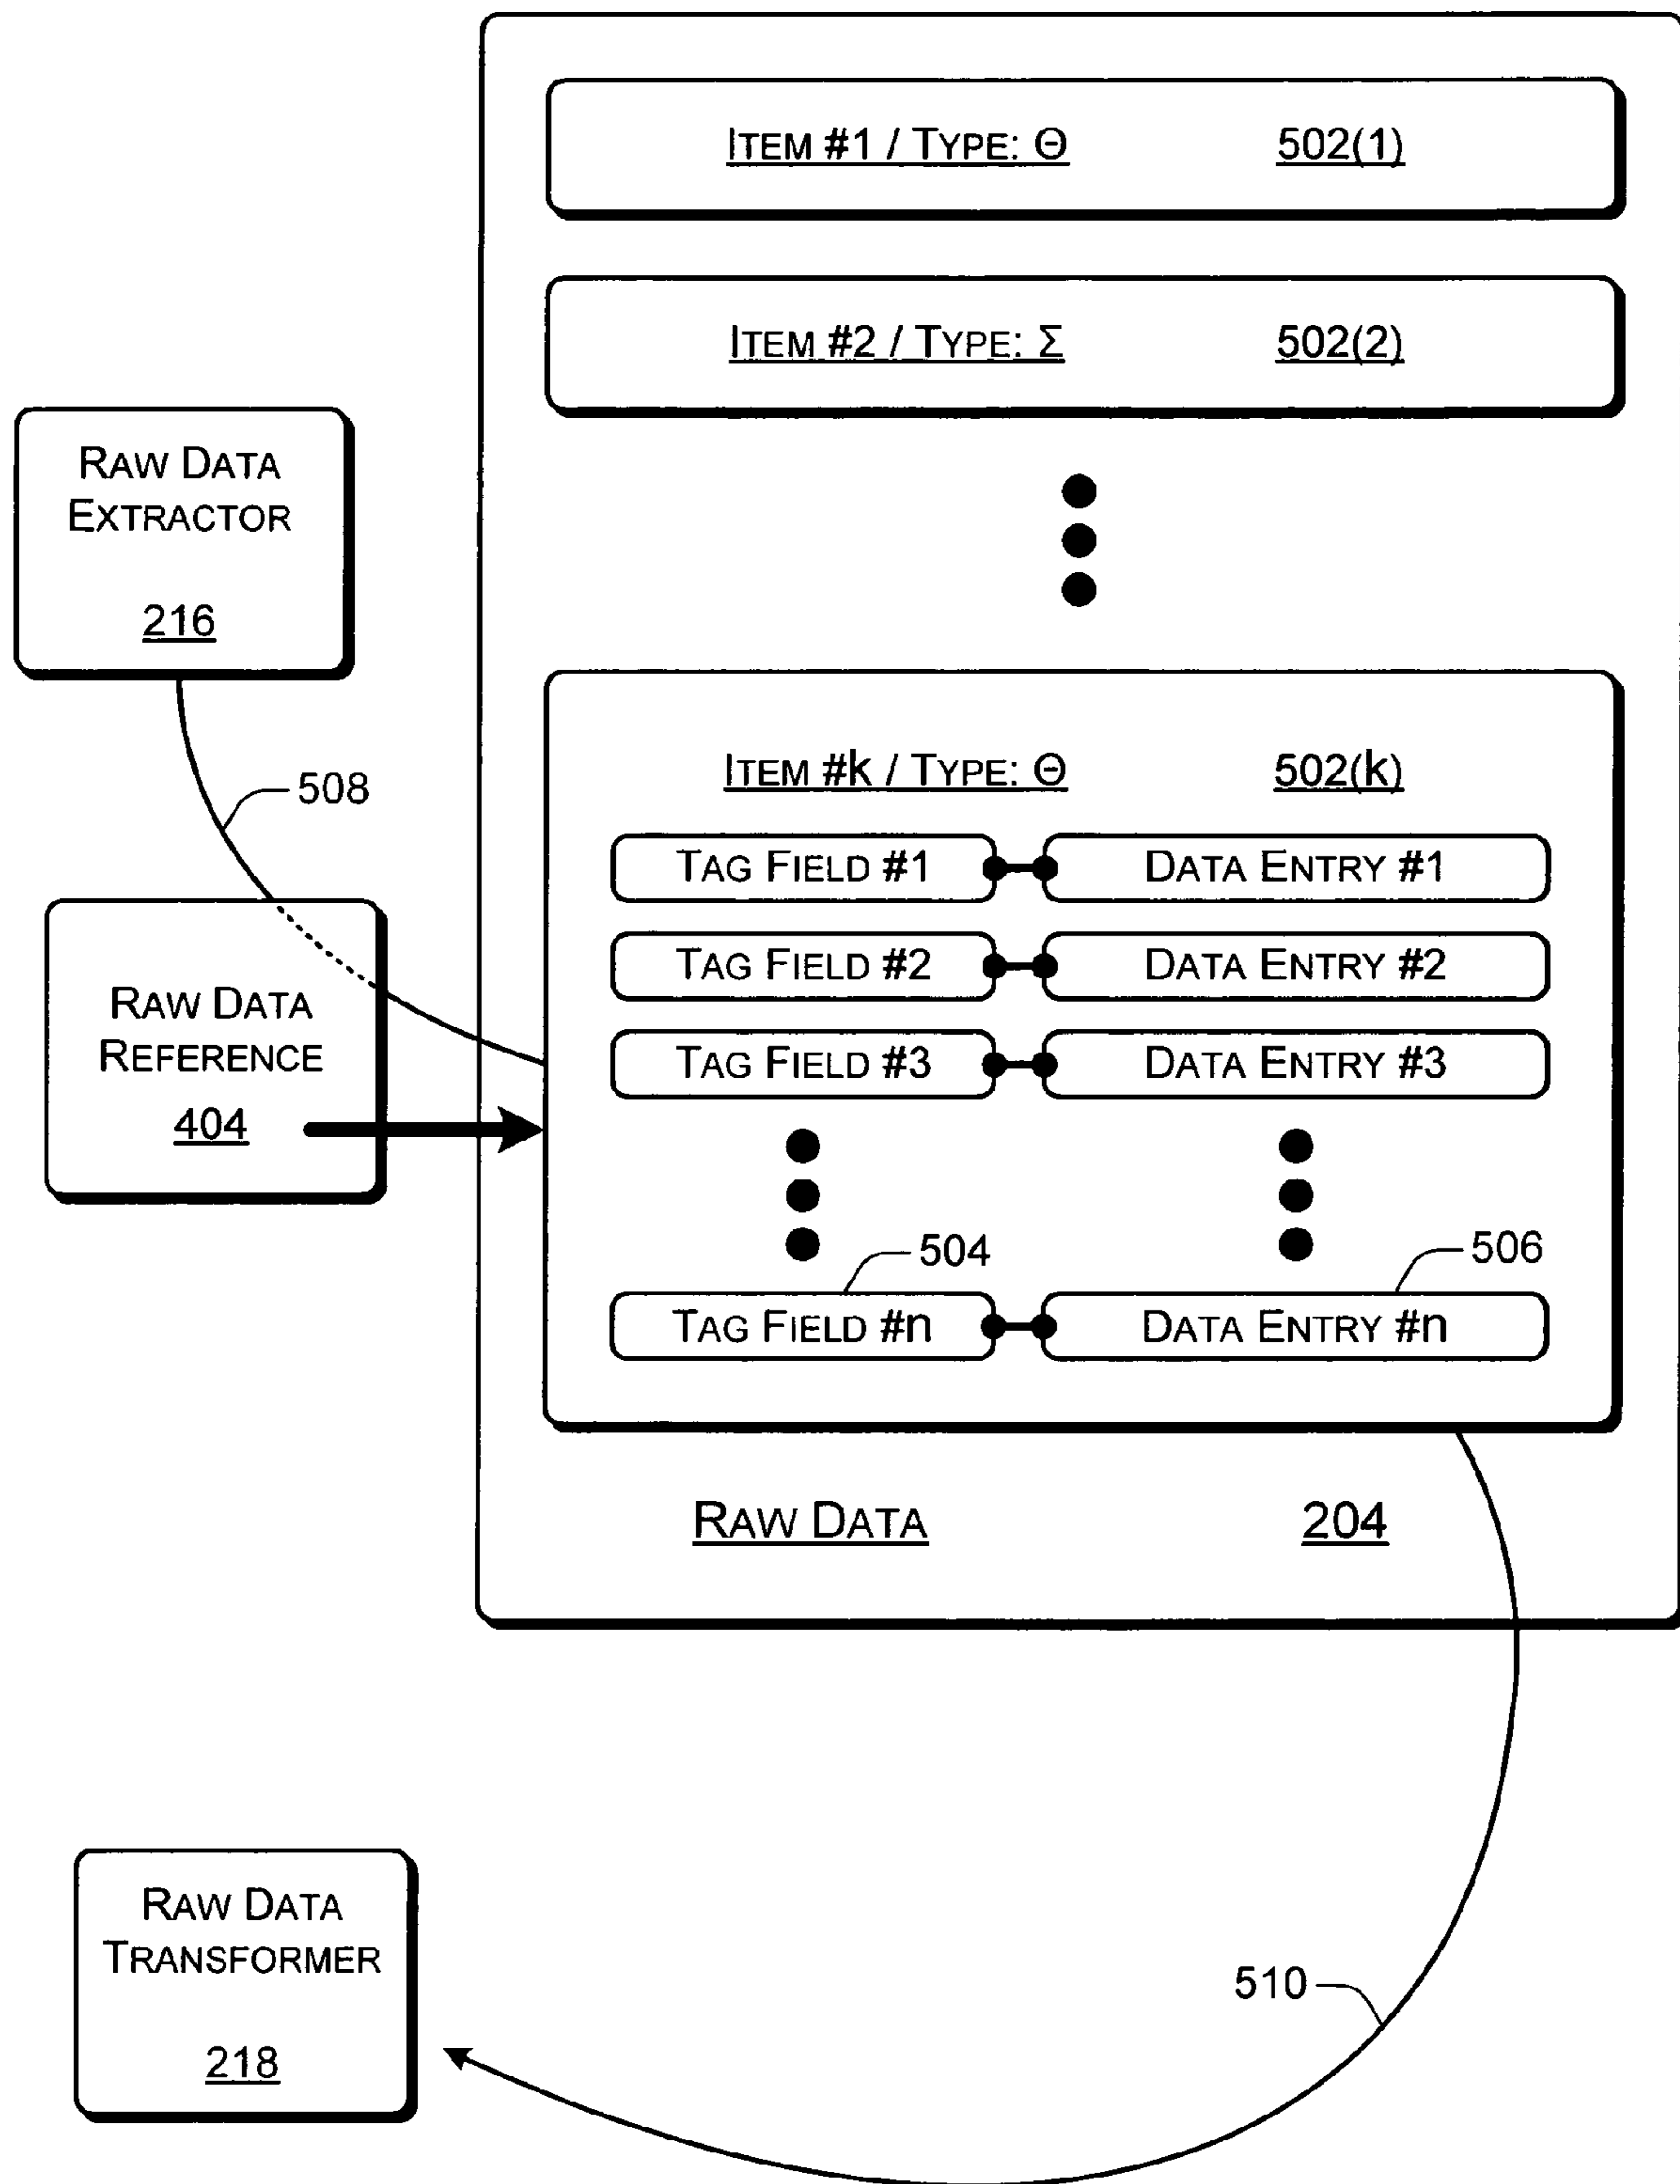 ITEM #1 / TYPE: Θ 502(1)
ITEM #2 / TYPE: Σ 502(2)
RAW DATA
EXTRACTOR
216
508
ITEM #k / TYPE: Θ 502(k)
TAG FIELD #1 DATA ENTRY #1
TAG FIELD #2 DATA ENTRY #2
TAG FIELD #3 DATA ENTRY #3
504 506
TAG FIELD #n DATA ENTRY #n
RAW DATA
REFERENCE
404
RAW DATA 204
RAW DATA
TRANSFORMER
218
510